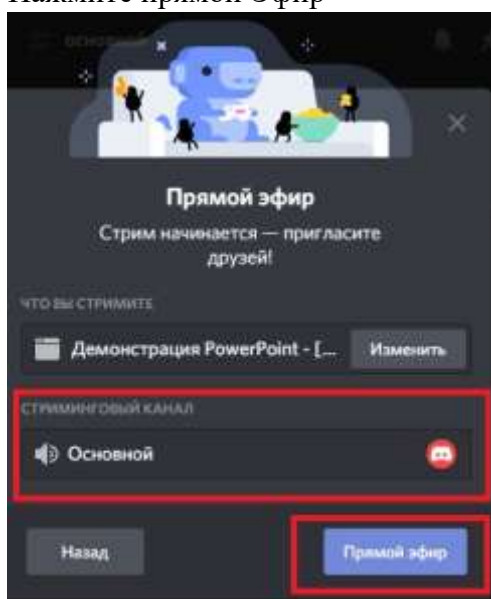 Нажмите прямой Эфир
ОСНОВНОЙ
Прямой эфир
Стрим начинается — пригласите
друзей!
ЧТО ВЫ СТРИМИТЕ
Демонстрация PowerPoint - [...
Изменить
СТРИМИНГОВЫЙ КАНАЛ
Основной
Назад
Прямой эфир